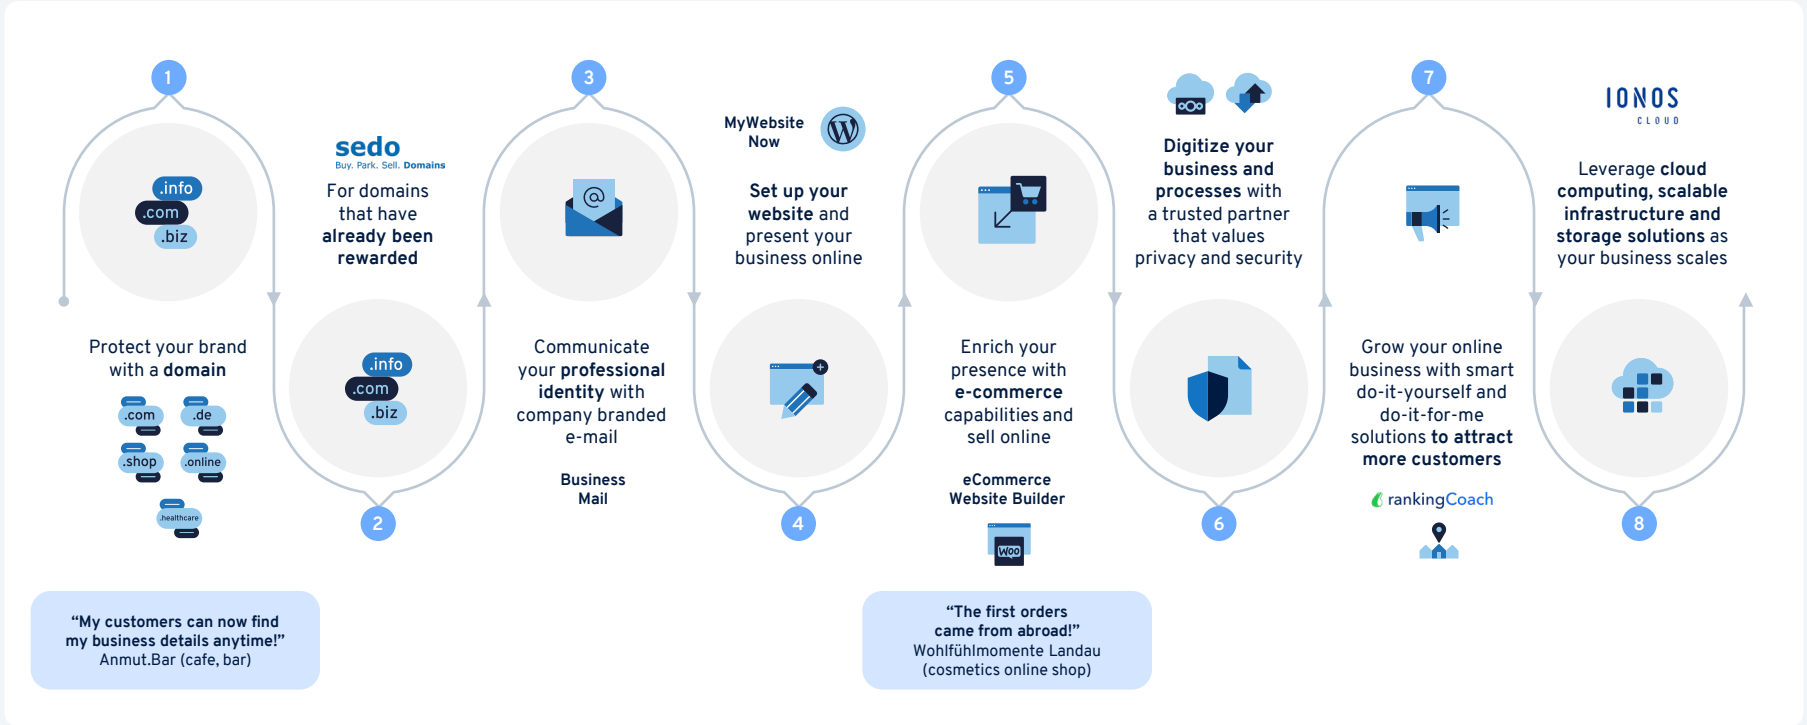 1
.info
.com
.biz
Protect your brand
with a domain
.com
.de
.shop
.online
.healthcare
“My customers can now find
my business details anytime!”
Anmut.Bar (cafe, bar)
sedo
Buy. Park. Sell. Domains
For domains
that have
already been
rewarded
.info
.com
.biz
2
3
@
Communicate
your professional
identity with
company branded
e-mail
Business
Mail
MyWebsite
Now
W
Set up your
website and
present your
business online
4
5
Enrich your
presence with
e-commerce
capabilities and
sell online
eCommerce
Website Builder
Woo
“The first orders
came from abroad!”
Wohlfühlmomente Landau
(cosmetics online shop)
Digitize your
business and
processes with
a trusted partner
that values
privacy and security
6
7
Grow your online
business with smart
do-it-yourself and
do-it-for-me
solutions to attract
more customers
rankingCoach
IONOS
CLOUD
Leverage cloud
computing, scalable
infrastructure and
storage solutions as
your business scales
8